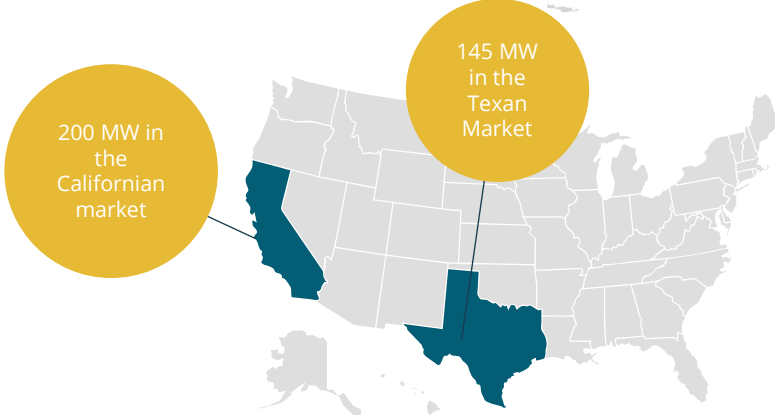 200 MW in
the
Californian
market
145 MW
in the
Texan
Market